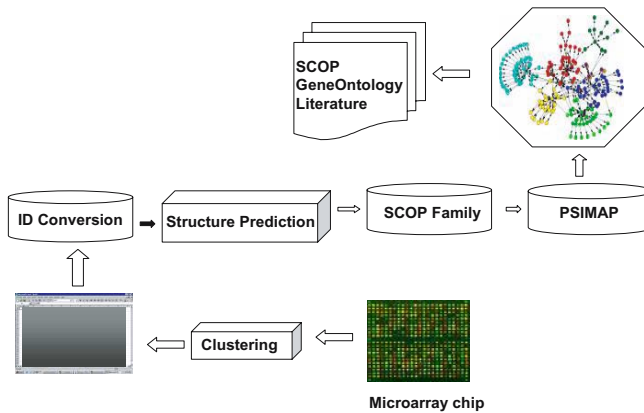 SCOP
GeneOntology
Literature
ID Conversion
Structure Prediction
SCOP Family
PSIMAP
Clustering
Microarray chip